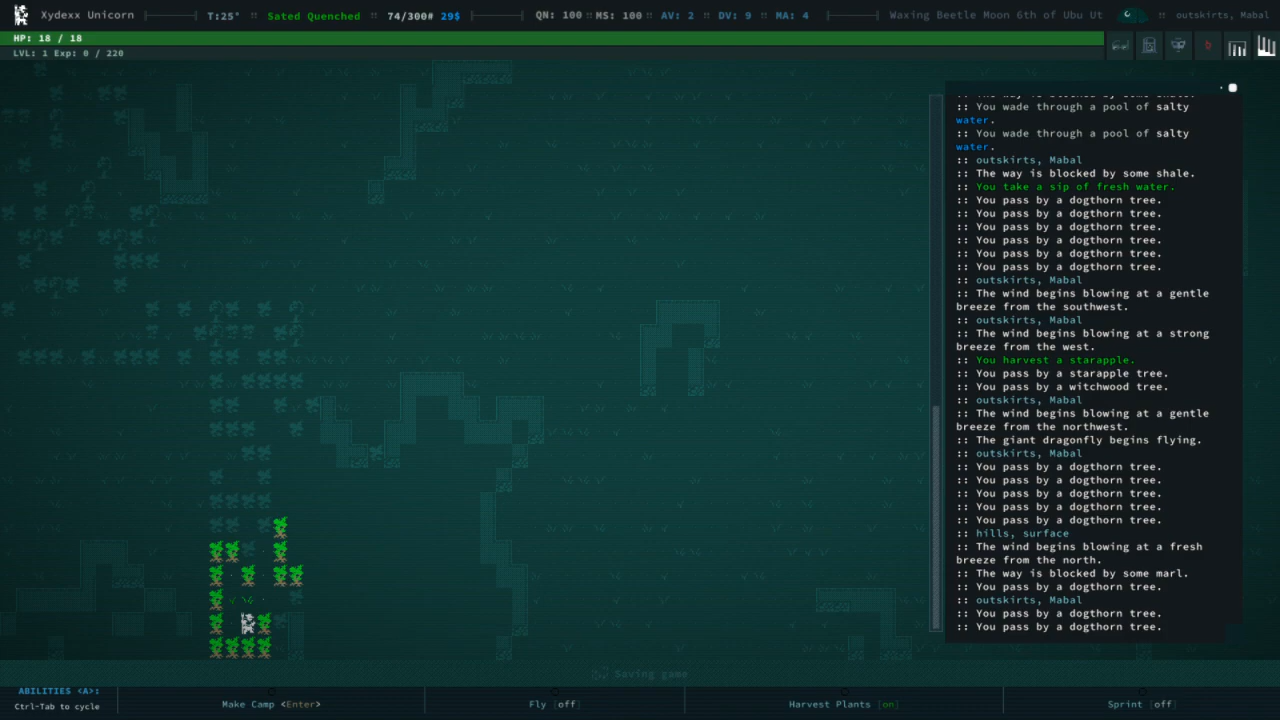 Xydexx Unicorn T:25° Sated Quenched 74/300# 29$ QN: 100 MS: 100 AV: 2 DV: 9 MA: 4 Waxing Beetle Moon 6th of Ubu Ut outskirts, Mabal
HP: 18 / 18
LVL: 1 Exp: 0 / 220
:: You wade through a pool of salty
water.
:: You wade through a pool of salty
water.
:: outskirts, Mabal
:: The way is blocked by some shale.
:: You take a sip of fresh water.
:: You pass by a dogthorn tree.
:: You pass by a dogthorn tree.
:: You pass by a dogthorn tree.
:: You pass by a dogthorn tree.
:: You pass by a dogthorn tree.
:: You pass by a dogthorn tree.
:: outskirts, Mabal
:: The wind begins blowing at a gentle
breeze from the southwest.
:: outskirts, Mabal
:: The wind begins blowing at a strong
breeze from the west.
:: You harvest a starapple.
:: You pass by a starapple tree.
:: You pass by a witchwood tree.
:: outskirts, Mabal
:: The wind begins blowing at a gentle
breeze from the northwest.
:: The giant dragonfly begins flying.
:: outskirts, Mabal
:: You pass by a dogthorn tree.
:: You pass by a dogthorn tree.
:: You pass by a dogthorn tree.
:: You pass by a dogthorn tree.
:: You pass by a dogthorn tree.
:: hills, surface
:: The wind begins blowing at a fresh
breeze from the north.
:: The way is blocked by some marl.
:: You pass by a dogthorn tree.
:: outskirts, Mabal
:: You pass by a dogthorn tree.
:: You pass by a dogthorn tree.
Saving game
ABILITIES <A>:
Ctrl-Tab to cycle
Make Camp <Enter>
Fly [off]
Harvest Plants [on]
Sprint [off]